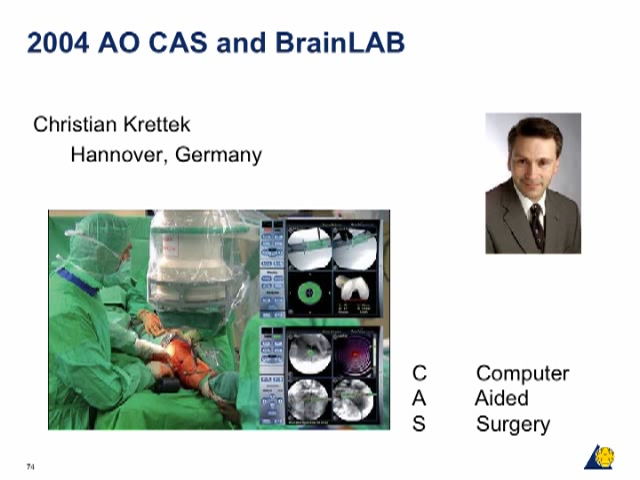 2004 AO CAS and BrainLAB
Christian Krettek
Hannover, Germany
C Computer
A Aided
S Surgery
74